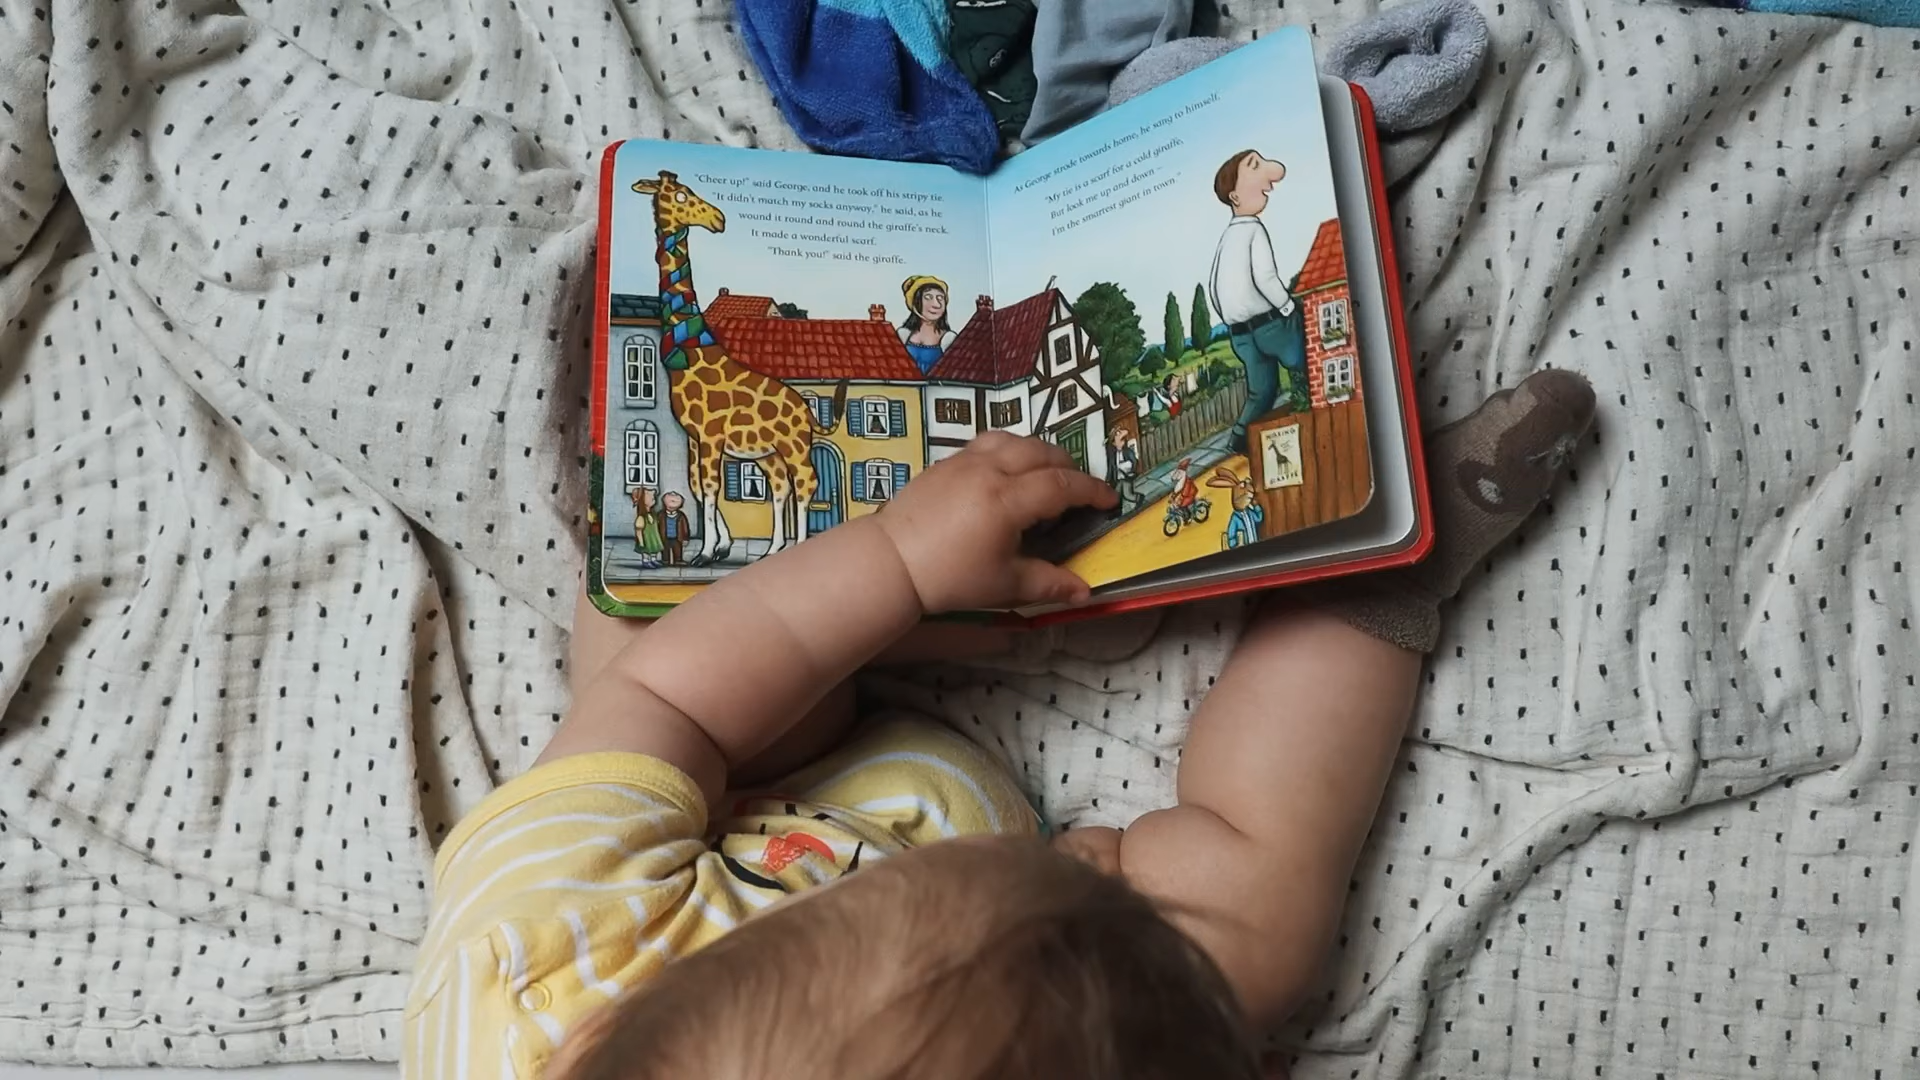 "Cheer up!" said George, and he took off his stripy tie.
"It didn't match my socks anyway," he said, as he
wound it round and round the giraffe's neck.
It made a wonderful scarf.
"Thank you!" said the giraffe.
As George strode towards home, he sang to himself,
"My tie is a scarf for a cold giraffe,
But look me up and down –
I'm the smartest giant in town."
MISSING
GIRAFFE